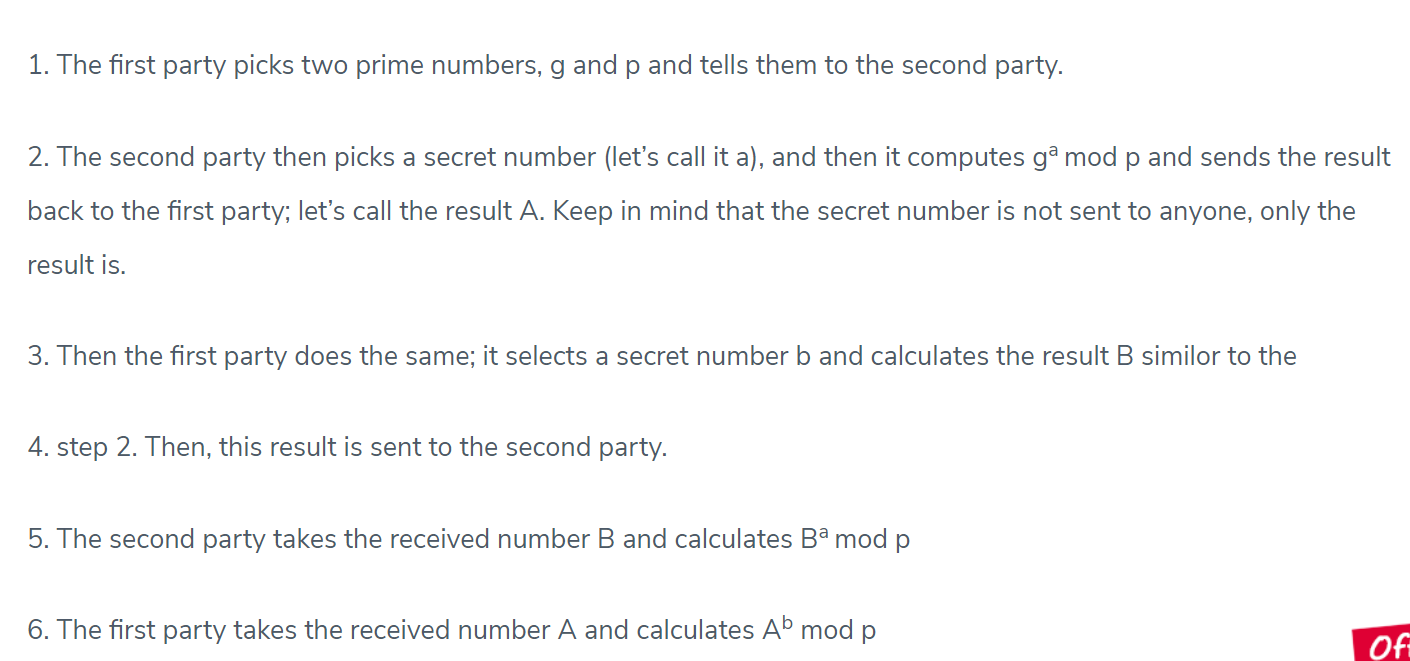 1. The first party picks two prime numbers, g and p and tells them to the second party.
2. The second party then picks a secret number (let’s call it a), and then it computes gᵃ mod p and sends the result
back to the first party; let’s call the result A. Keep in mind that the secret number is not sent to anyone, only the
result is.
3. Then the first party does the same; it selects a secret number b and calculates the result B similor to the
4. step 2. Then, this result is sent to the second party.
5. The second party takes the received number B and calculates Bᵃ mod p
6. The first party takes the received number A and calculates Aᵇ mod p